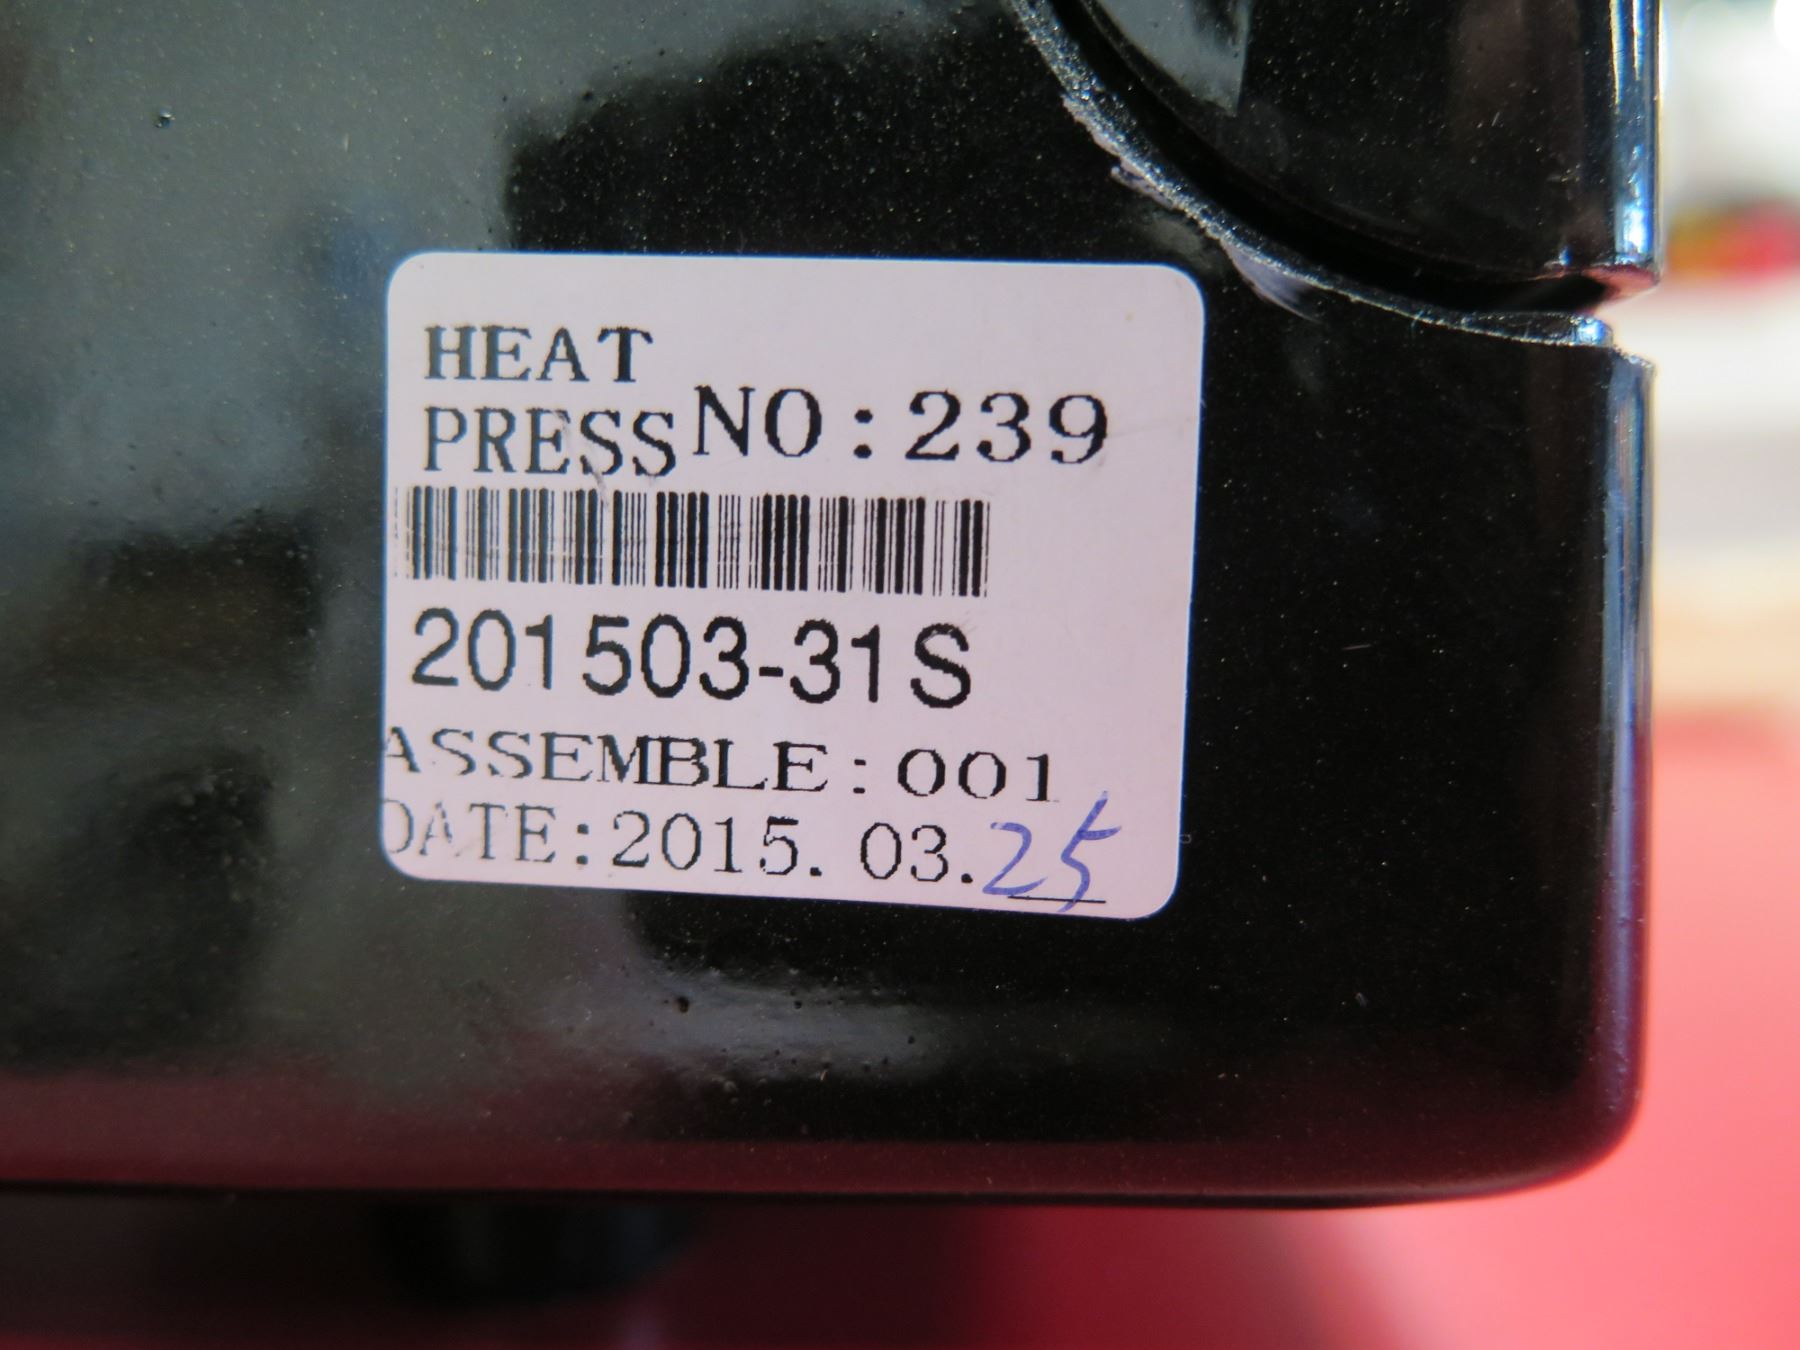 HEAT
PRESS NO:239
201503-31S
ASSEMBLE:001
DATE:2015. 03.25